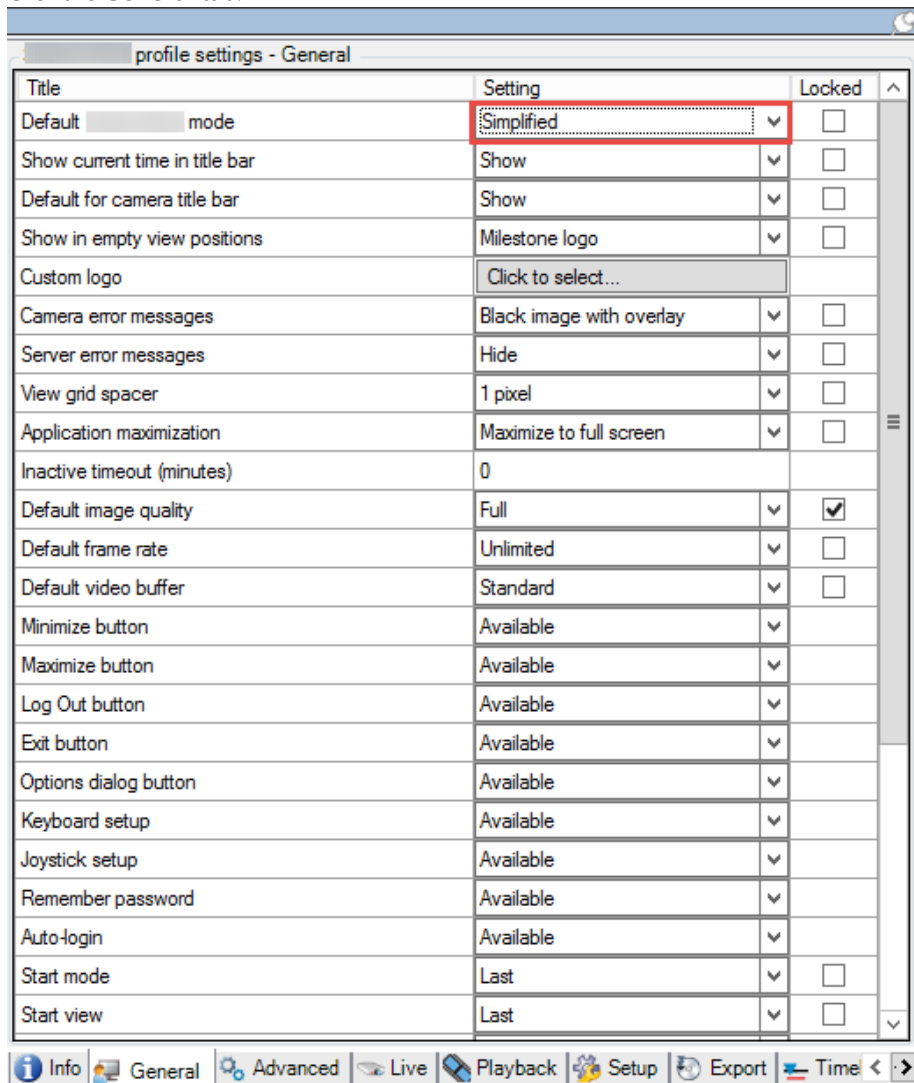 profile settings - General
Title Setting Locked
Default mode Simplified
Show current time in title bar Show
Default for camera title bar Show
Show in empty view positions Milestone logo
Custom logo Click to select...
Camera error messages Black image with overlay
Server error messages Hide
View grid spacer 1 pixel
Application maximization Maximize to full screen
Inactive timeout (minutes) 0
Default image quality Full
Default frame rate Unlimited
Default video buffer Standard
Minimize button Available
Maximize button Available
Log Out button Available
Exit button Available
Options dialog button Available
Keyboard setup Available
Joystick setup Available
Remember password Available
Auto-login Available
Start mode Last
Start view Last
Info General Advanced Live Playback Setup Export Timel